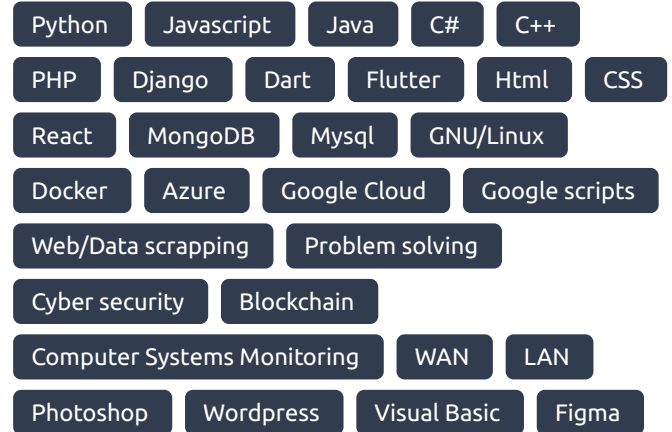 Python Javascript Java C# C++
PHP Django Dart Flutter Html CSS
React MongoDB Mysql GNU/Linux
Docker Azure Google Cloud Google scripts
Web/Data scrapping Problem solving
Cyber security Blockchain
Computer Systems Monitoring WAN LAN
Photoshop Wordpress Visual Basic Figma